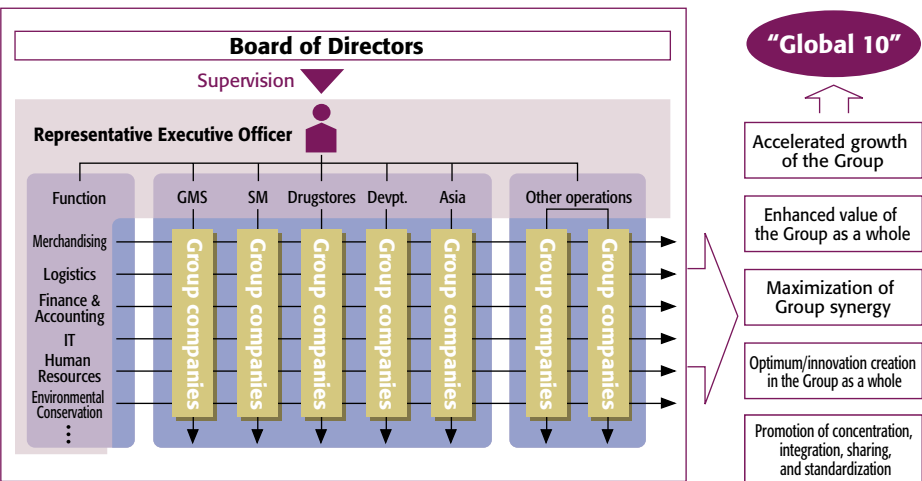 Board of Directors
Supervision
Representative Executive Officer
Function
GMS
SM
Drugstores
Devpt.
Asia
Other operations
Merchandising
Logistics
Finance &
Accounting
IT
Human
Resources
Environmental
Conservation
⋮
Group companies
Group companies
Group companies
Group companies
Group companies
Group companies
Group companies
“Global 10”
Accelerated growth
of the Group
Enhanced value of
the Group as a whole
Maximization of
Group synergy
Optimum/innovation creation
in the Group as a whole
Promotion of concentration,
integration, sharing,
and standardization